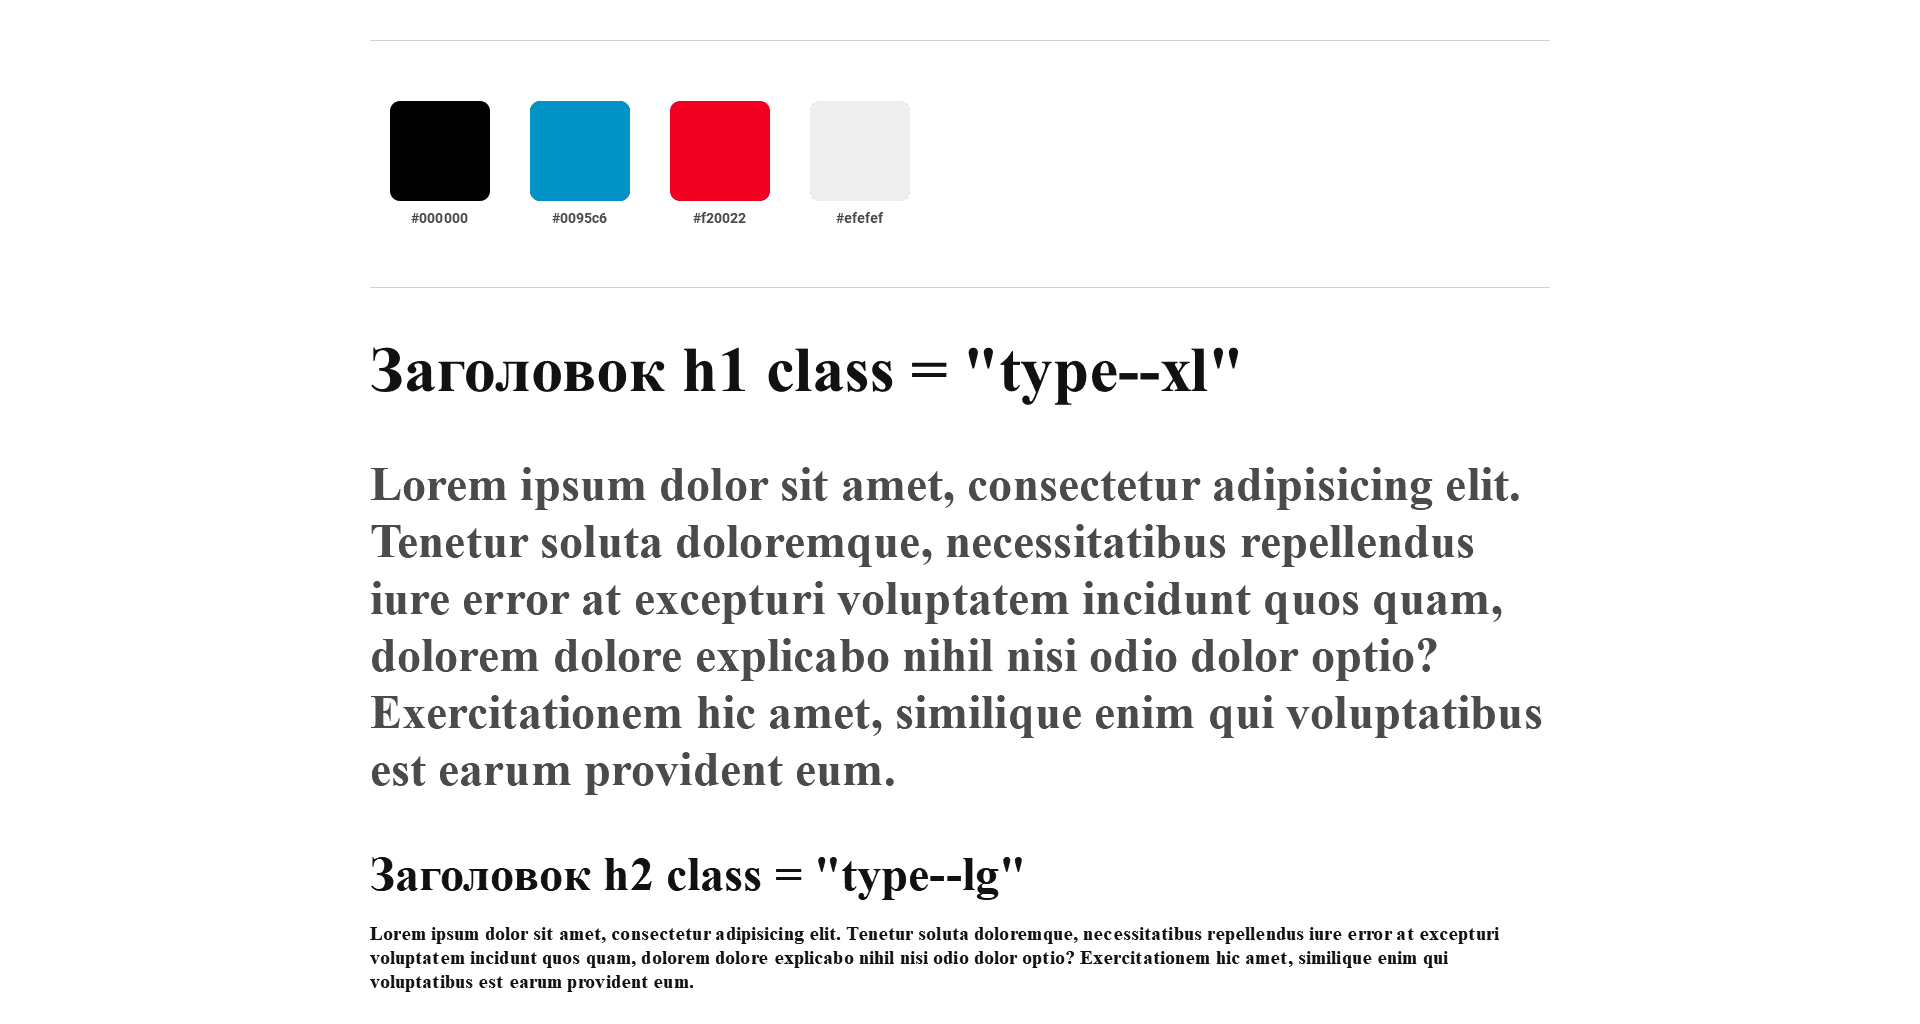 #000000
#0095c6
#f20022
#efefef
Заголовок h1 class = "type--xl"
Lorem ipsum dolor sit amet, consectetur adipisicing elit.
Tenetur soluta doloremque, necessitatibus repellendus
iure error at excepturi voluptatem incidunt quos quam,
dolorem dolore explicabo nihil nisi odio dolor optio?
Exercitationem hic amet, similique enim qui voluptatibus
est earum provident eum.
Заголовок h2 class = "type--lg"
Lorem ipsum dolor sit amet, consectetur adipisicing elit. Tenetur soluta doloremque, necessitatibus repellendus iure error at excepturi
voluptatem incidunt quos quam, dolorem dolore explicabo nihil nisi odio dolor optio? Exercitationem hic amet, similique enim qui
voluptatibus est earum provident eum.